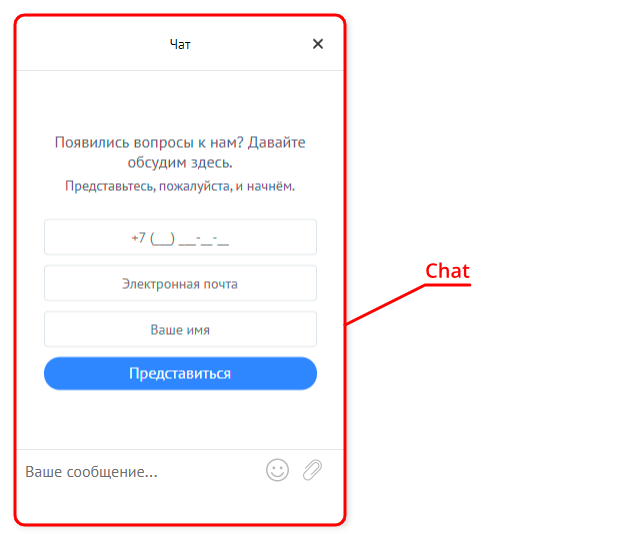 Чат
Появились вопросы к нам? Давайте
обсудим здесь.
Представьтесь, пожалуйста, и начнём.
+7 (___) ___-__-__
Электронная почта
Chat
Ваше имя
Представиться
Ваше сообщение...